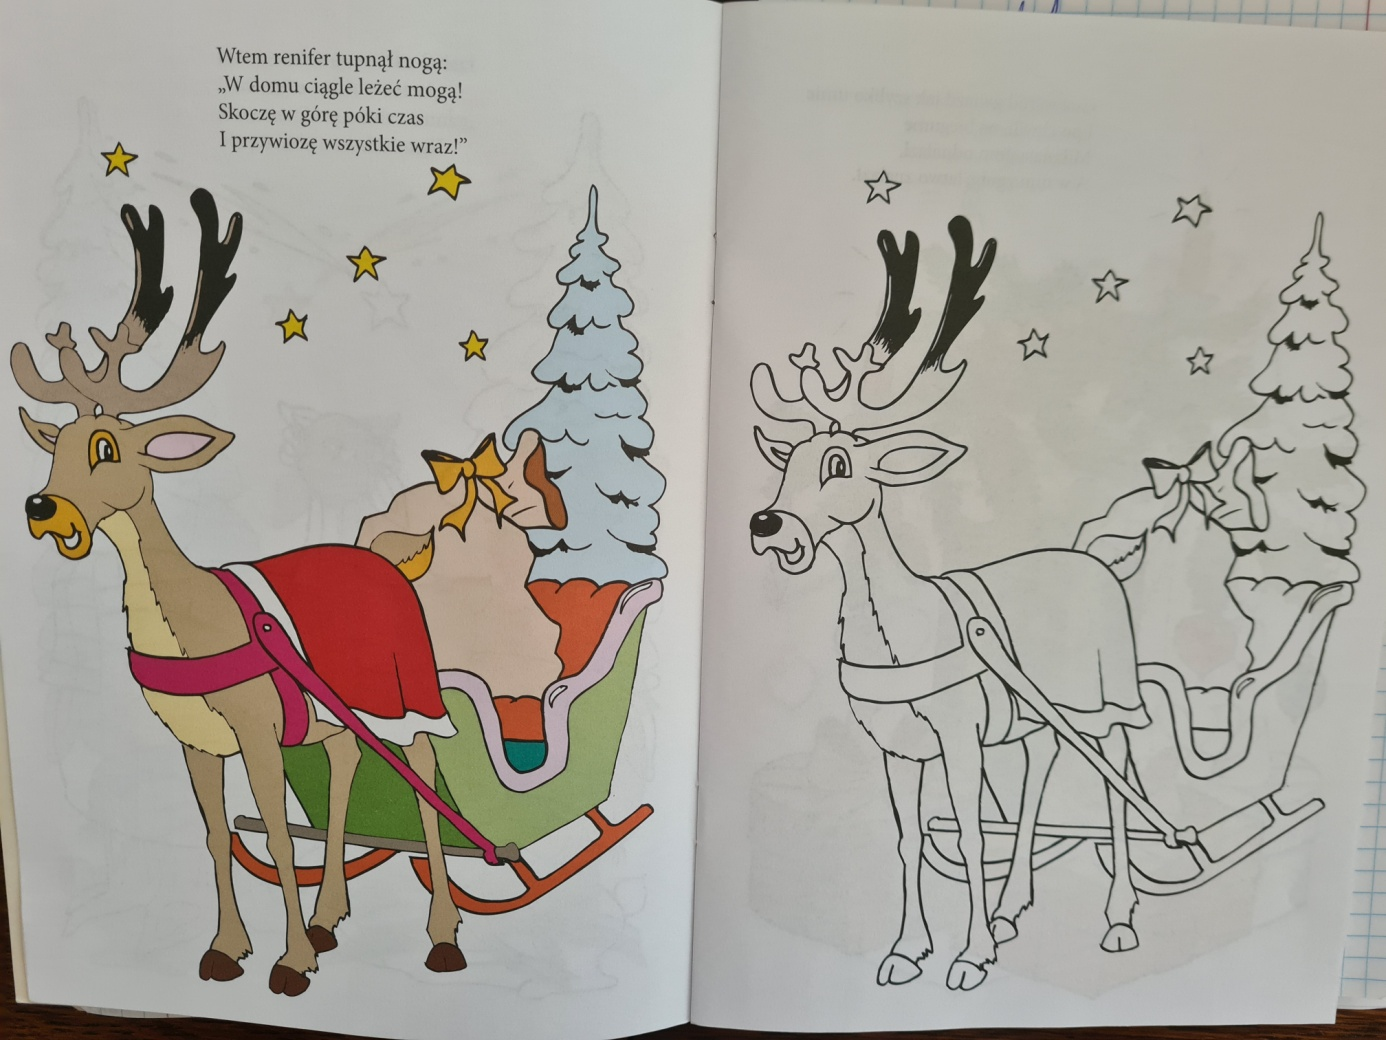 Wtem renifer tupnął nogą:
„W domu ciągle leżeć mogą!
Skoczę w górę póki czas
I przywiozę wszystkie wraz!”